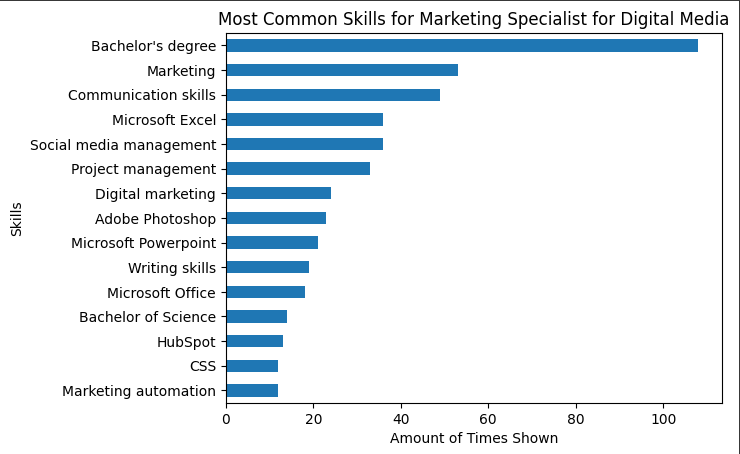 Most Common Skills for Marketing Specialist for Digital Media
Bachelor's degree
Marketing
Communication skills
Microsoft Excel
Social media management
Project management
Digital marketing
Adobe Photoshop
Microsoft Powerpoint
Writing skills
Microsoft Office
Bachelor of Science
HubSpot
CSS
Marketing automation
Skills
0 20 40 60 80 100
Amount of Times Shown